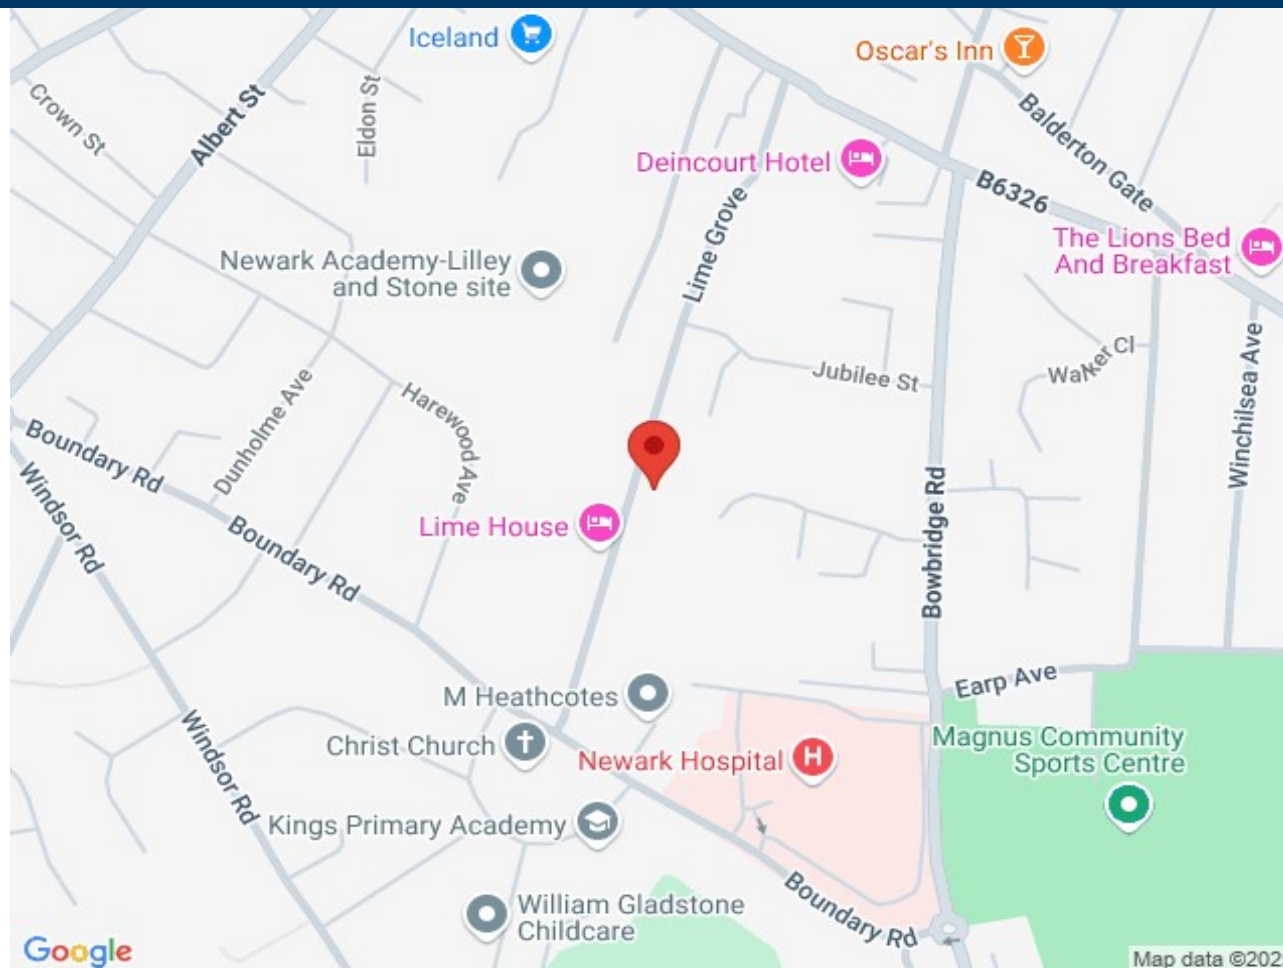 Iceland
Oscar's Inn
Crown St
Albert St
Eldon St
Balderton Gate
Deincourt Hotel
B6326
Lime Grove
The Lions Bed
And Breakfast
Newark Academy-Lilley
and Stone site
Jubilee St
Walker Cl
Winchilsea Ave
Dunholme Ave
Harewood Ave
Boundary Rd
Windsor Rd
Boundary Rd
Lime House
Bowbridge Rd
Earp Ave
M Heathcotes
Christ Church
Windsor Rd
Newark Hospital
H
Magnus Community
Sports Centre
Kings Primary Academy
William Gladstone
Childcare
Boundary Rd
Google
Map data ©202